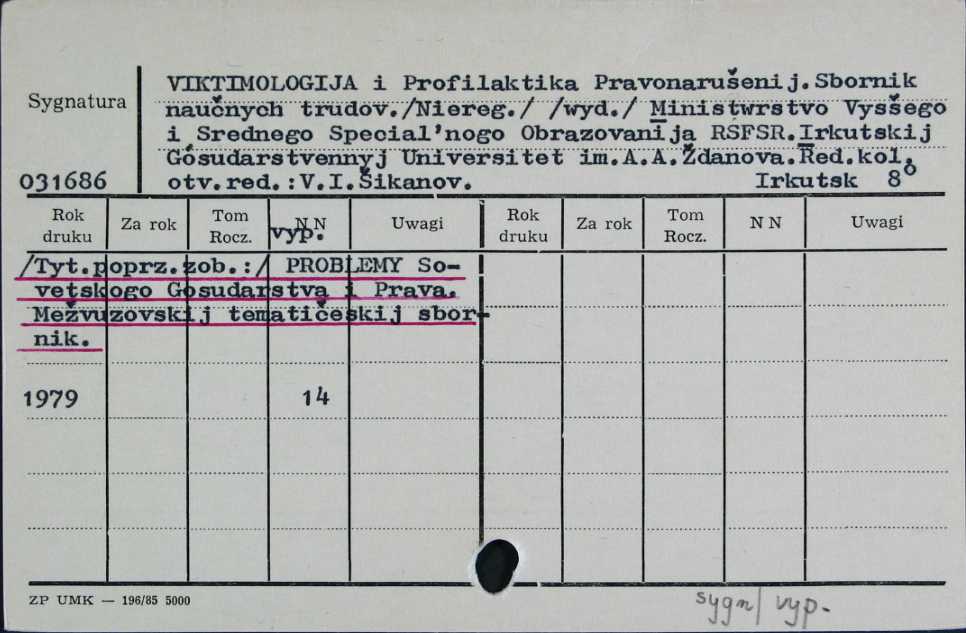 VIKTIMOLOGIJA i Profilaktika Pravonarušenij.Sbornik
Sygnatura
naučnych trudov./Niereg./ /wyd./ Ministwrstvo Vysšego
i Srednego Special'nogo Obrazovanija RSFSR.Irkutskij
Gosudarstvennyj Universitet im.A.A.Ždanova.Red.kol.
031686 otv.red.:V.I.Šikanov. Irkutsk 8°
Rok druku Za rok Tom Rocz. NN vyp. Uwagi Rok druku Za rok Tom Rocz. NN Uwagi
/Tyt.poprz.zob.:/ PROBLEMY So-
vetskogo Gosudarstva i Prava.
Mežvuzovskij tematičeskij sbor-
nik.
1979 14
ZP UMK — 196/85 5000
sygn/ vyp.